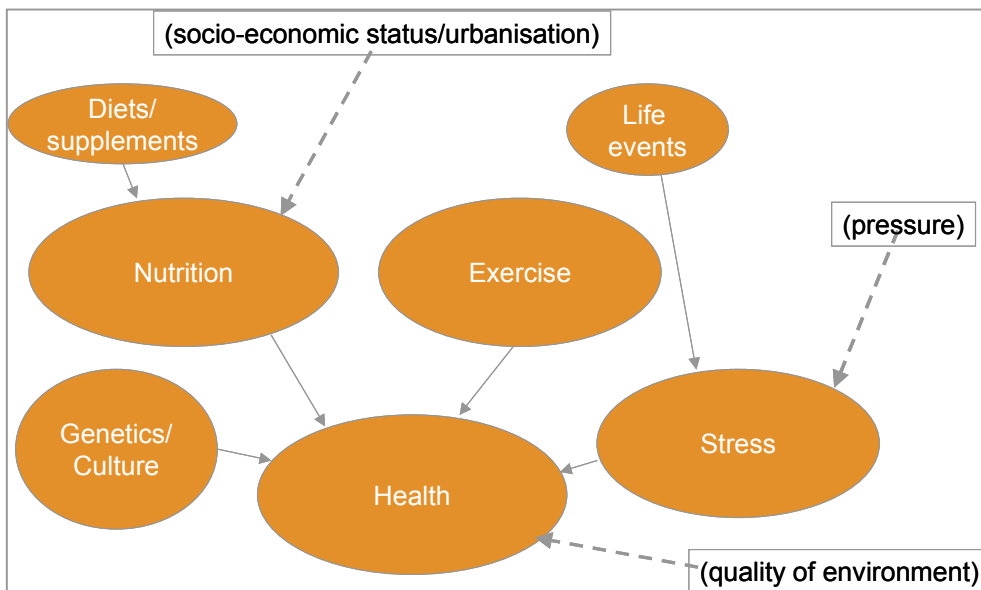 (socio-economic status/urbanisation)
Diets/
supplements
Life
events
(pressure)
Nutrition
Exercise
Genetics/
Culture
Stress
Health
(quality of environment)